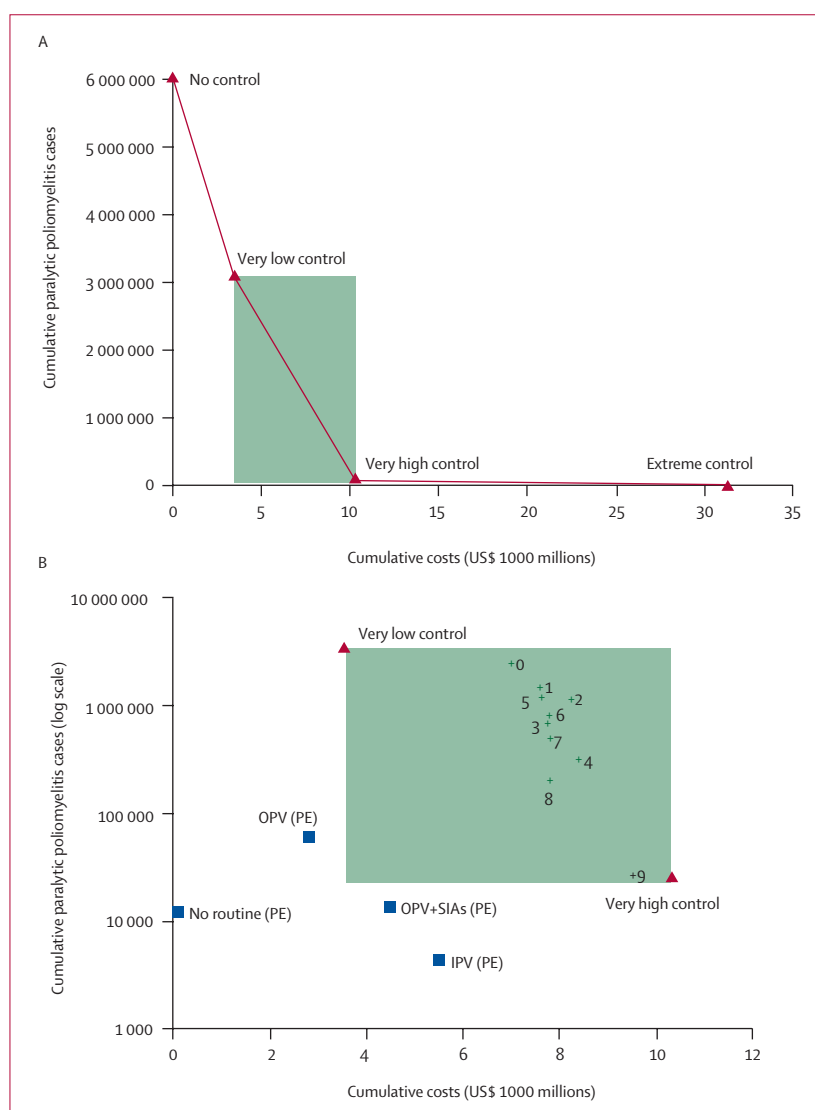 A
Cumulative paralytic poliomyelitis cases
6 000 000
5 000 000
4 000 000
3 000 000
2 000 000
1 000 000
0
No control
Very low control
Very high control
Extreme control
0 5 10 15 20 25 30 35
Cumulative costs (US$ 1000 millions)
B
Cumulative paralytic poliomyelitis cases (log scale)
10 000 000
1 000 000
100 000
10 000
1 000
Very low control
+0
+1
5 +
+2
+ 6
3 +
+7
+4
+
8
+9
Very high control
OPV (PE)
No routine (PE)
OPV+SIAs (PE)
IPV (PE)
0 2 4 6 8 10 12
Cumulative costs (US$ 1000 millions)